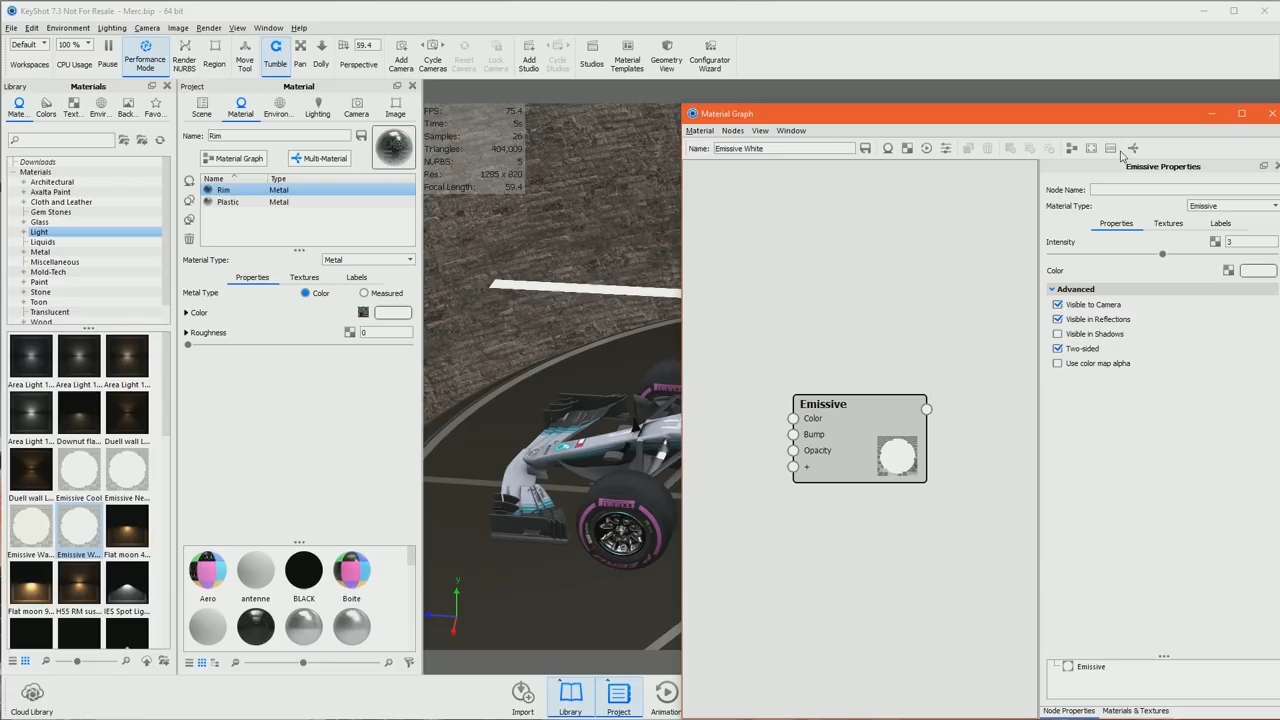 KeyShot 7.3 Not For Resale - Merc.bip - 64 bit
File Edit Environment Lighting Camera Image Render View Window Help
Default 100 % 59.4
Workspaces CPU Usage Pause Performance Mode Render NURBS Region Move Tool Tumble Pan Dolly Perspective Add Camera Cycle Cameras Reset Camera Lock Camera Add Studio Cycle Studios Studios Material Templates Geometry View Configurator Wizard
Library Materials
Mate... Colors Text... Envi... Back... Favo...
Downloads
Materials
Architectural
Axalta Paint
Cloth and Leather
Gem Stones
Glass
Light
Liquids
Metal
Miscellaneous
Mold-Tech
Paint
Stone
Toon
Translucent
Wood
Area Light 1... Area Light 1... Area Light 1...
Area Light 1... Downut fla... Duell wall L...
Duell wall L... Emissive Cool Emissive Ne...
Emissive Wa... Emissive W... Flat moon 4...
Flat moon 9... H55 RM sus... IES Spot Lig...
Project Material
Scene Material Environ... Lighting Camera Image
Name: Rim
Material Graph Multi-Material
Name Type
Rim Metal
Plastic Metal
Material Type: Metal
Properties Textures Labels
Metal Type Color Measured
Color
Roughness 0
Aero antenne BLACK Boite
FPS: 75.4
Time: 5s
Samples: 26
Triangles: 404,009
NURBS: 5
Res: 1285 x 820
Focal Length: 59.4
y
Material Graph
Material Nodes View Window
Name: Emissive White
Emissive
Color
Bump
Opacity
+
Emissive Properties
Node Name:
Material Type: Emissive
Properties Textures Labels
Intensity 3
Color
Advanced
Visible to Camera
Visible in Reflections
Visible in Shadows
Two-sided
Use color map alpha
Emissive
Node Properties Materials & Textures
Cloud Library Import Library Project Animation